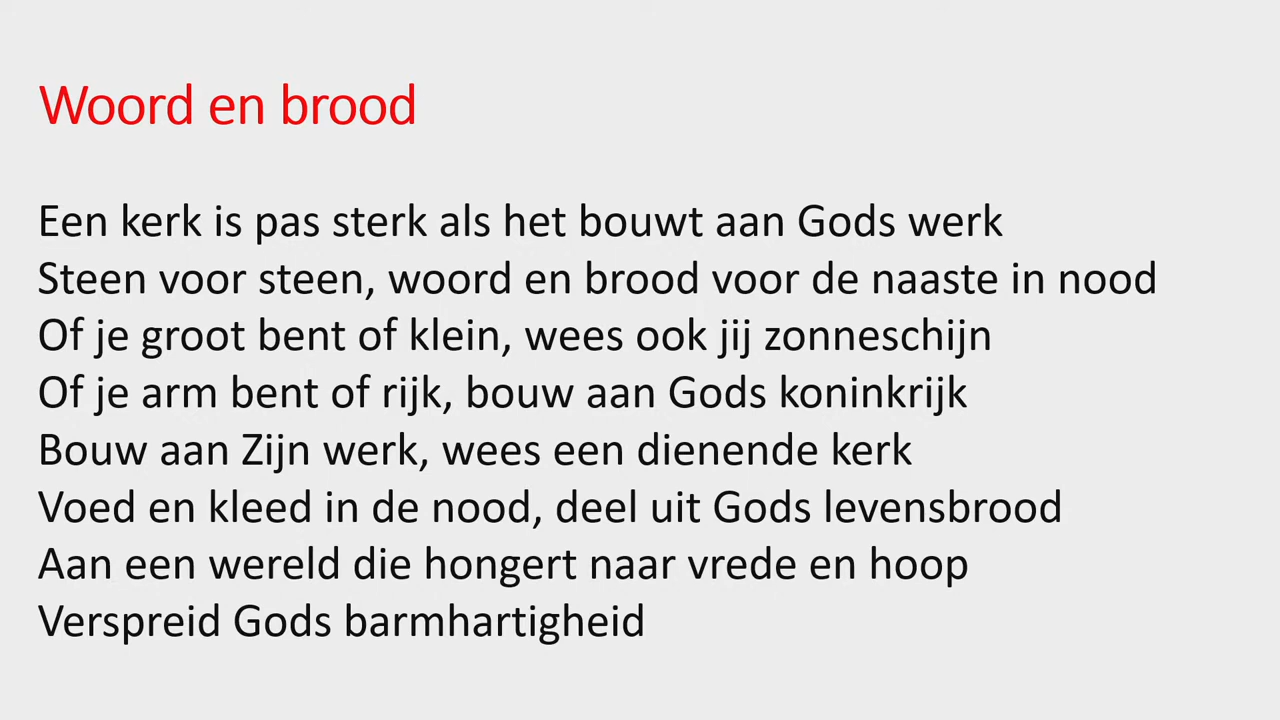 Woord en brood
Een kerk is pas sterk als het bouwt aan Gods werk
Steen voor steen, woord en brood voor de naaste in nood
Of je groot bent of klein, wees ook jij zonneschijn
Of je arm bent of rijk, bouw aan Gods koninkrijk
Bouw aan Zijn werk, wees een dienende kerk
Voed en kleed in de nood, deel uit Gods levensbrood
Aan een wereld die hongert naar vrede en hoop
Verspreid Gods barmhartigheid